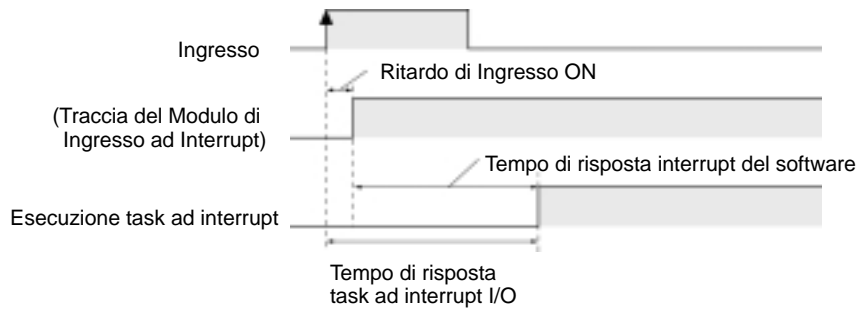 Ingresso
Ritardo di Ingresso ON
(Traccia del Modulo di
Ingresso ad Interrupt)
Tempo di risposta interrupt del software
Esecuzione task ad interrupt
Tempo di risposta
task ad interrupt I/O